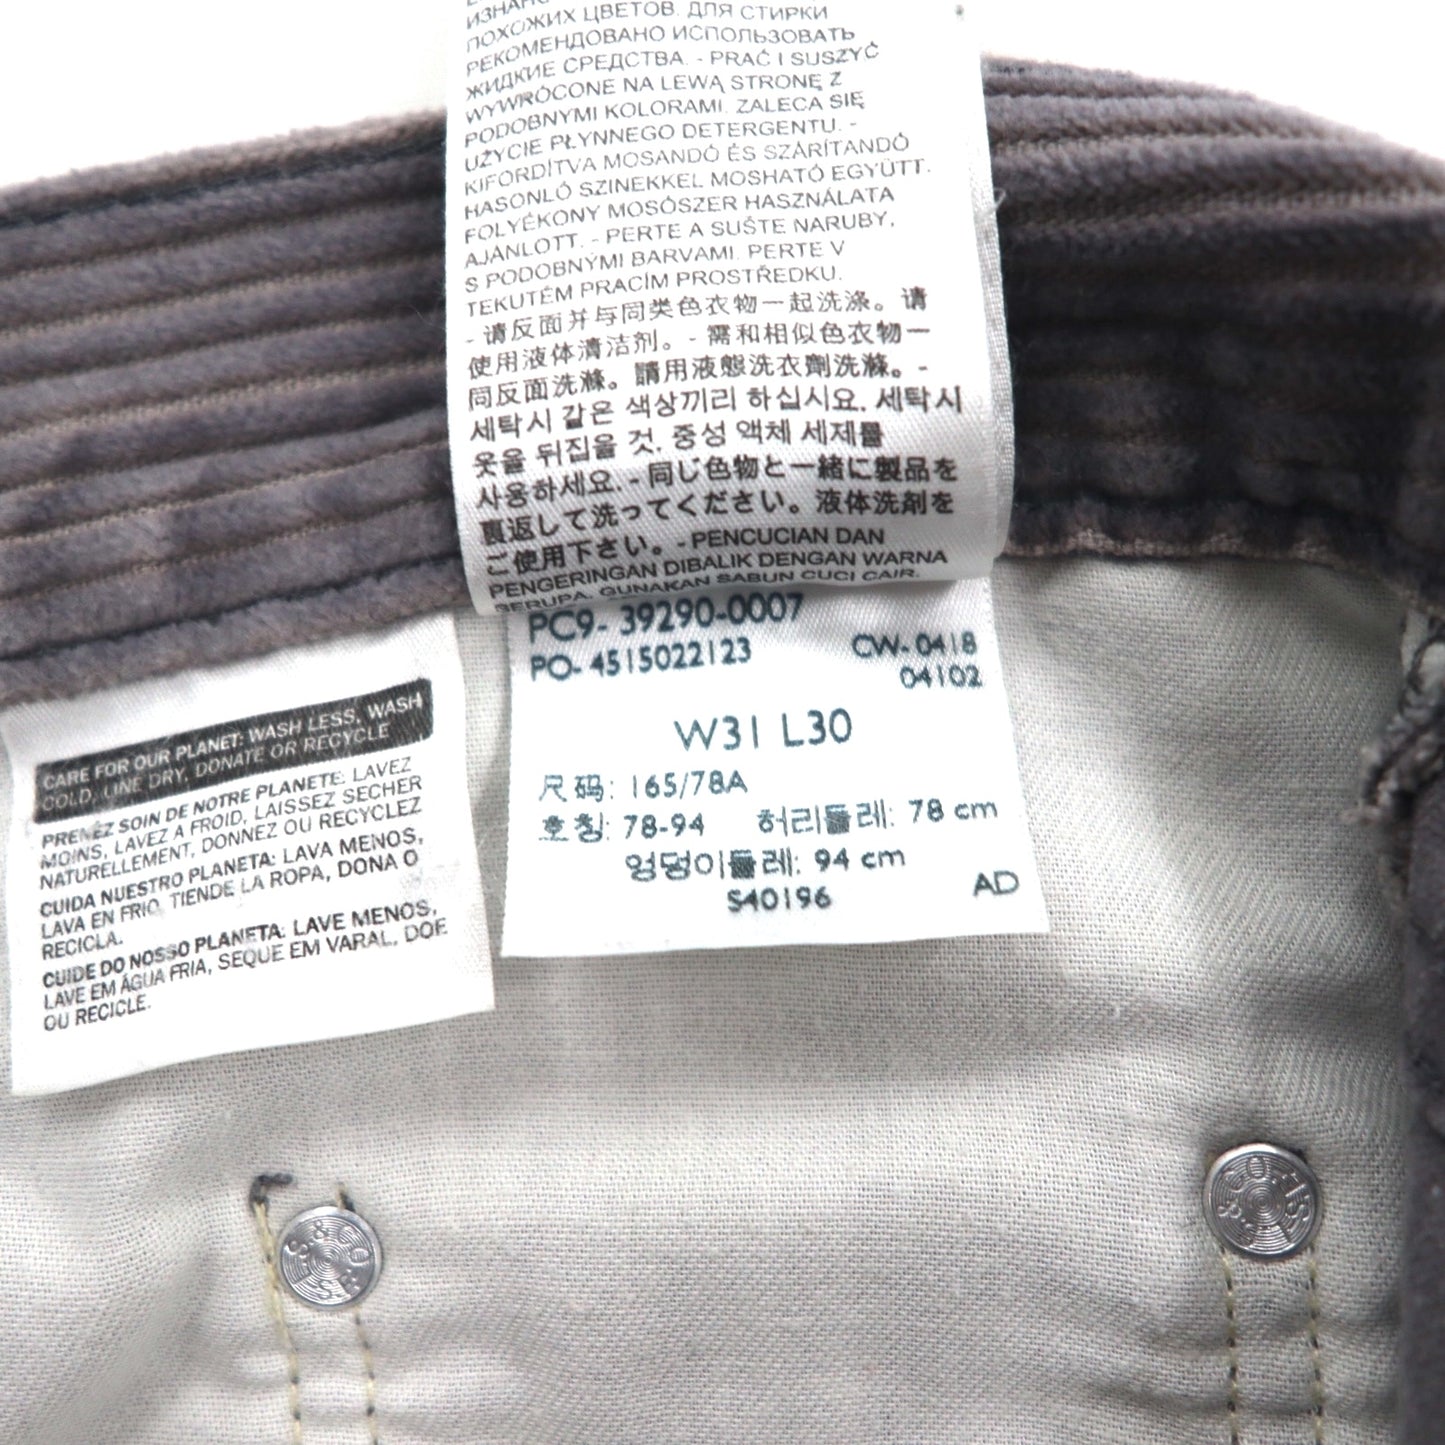 ПОХОЖИХ ЦВЕТОВ. ДЛЯ СТИРКИ
РЕКОМЕНДОВАНО ИСПОЛЬЗОВАТЬ
ЖИДКИЕ СРЕДСТВА. - PRAĆ I SUSZYĆ
WYWRÓCONE NA LEWĄ STRONĘ Z
PODOBNYMI KOLORAMI. ZALECA SIĘ
UŻYCIE PŁYNNEGO DETERGENTU. -
KIFORDÍTVA MOSANDÓ ÉS SZÁRÍTANDÓ
HASONLÓ SZINEKKEL MOSHATÓ EGYÜTT.
FOLYÉKONY MOSÓSZER HASZNÁLATA
AJÁNLOTT. - PERTE A SUŠTE NARUBY,
S PODOBNÝMI BARVAMI. PERTE V
TEKUTÉM PRACÍM PROSTŘEDKU.
- 请反面并与同类色衣物一起洗涤。请
使用液体清洁剂。- 需和相似色衣物一
同反面洗滌。請用液態洗衣劑洗滌。-
세탁시 같은 색상끼리 하십시요. 세탁시
옷을 뒤집을 것. 중성 액체 세제를
사용하세요. - 同じ色物と一緒に製品を
裏返して洗ってください。液体洗剤を
ご使用下さい。- PENCUCIAN DAN
PENGERINGAN DIBALIK DENGAN WARNA
SERUPA. GUNAKAN SABUN CUCI CAIR.
PC9- 39290-0007
PO- 4515022123 CW- 0418
04102
W31 L30
尺码: 165/78A
호칭: 78-94 허리둘레: 78 cm
엉덩이둘레: 94 cm
S40196 AD
CARE FOR OUR PLANET: WASH LESS, WASH
COLD, LINE DRY, DONATE OR RECYCLE
PRENEZ SOIN DE NOTRE PLANETE: LAVEZ
MOINS, LAVEZ A FROID, LAISSEZ SECHER
NATURELLEMENT, DONNEZ OU RECYCLEZ
CUIDA NUESTRO PLANETA: LAVA MENOS,
LAVA EN FRIO, TIENDE LA ROPA, DONA O
RECICLA.
CUIDE DO NOSSO PLANETA: LAVE MENOS,
LAVE EM ÁGUA FRIA, SEQUE EM VARAL, DOE
OU RECICLE.